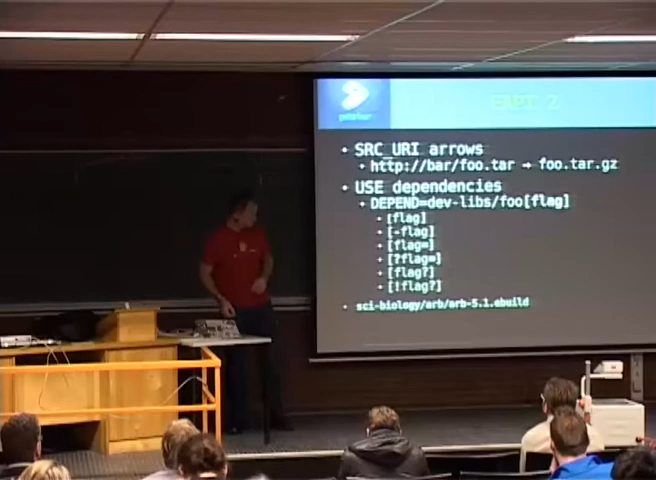 EAPI 2
SRC_URI arrows
http://bar/foo.tar → foo.tar.gz
USE dependencies
DEPEND=dev-libs/foo[flag]
[flag]
[-flag]
[flag=]
[?flag=]
[flag?]
[!flag?]
sci-biology/arb/arb-5.1.ebuild